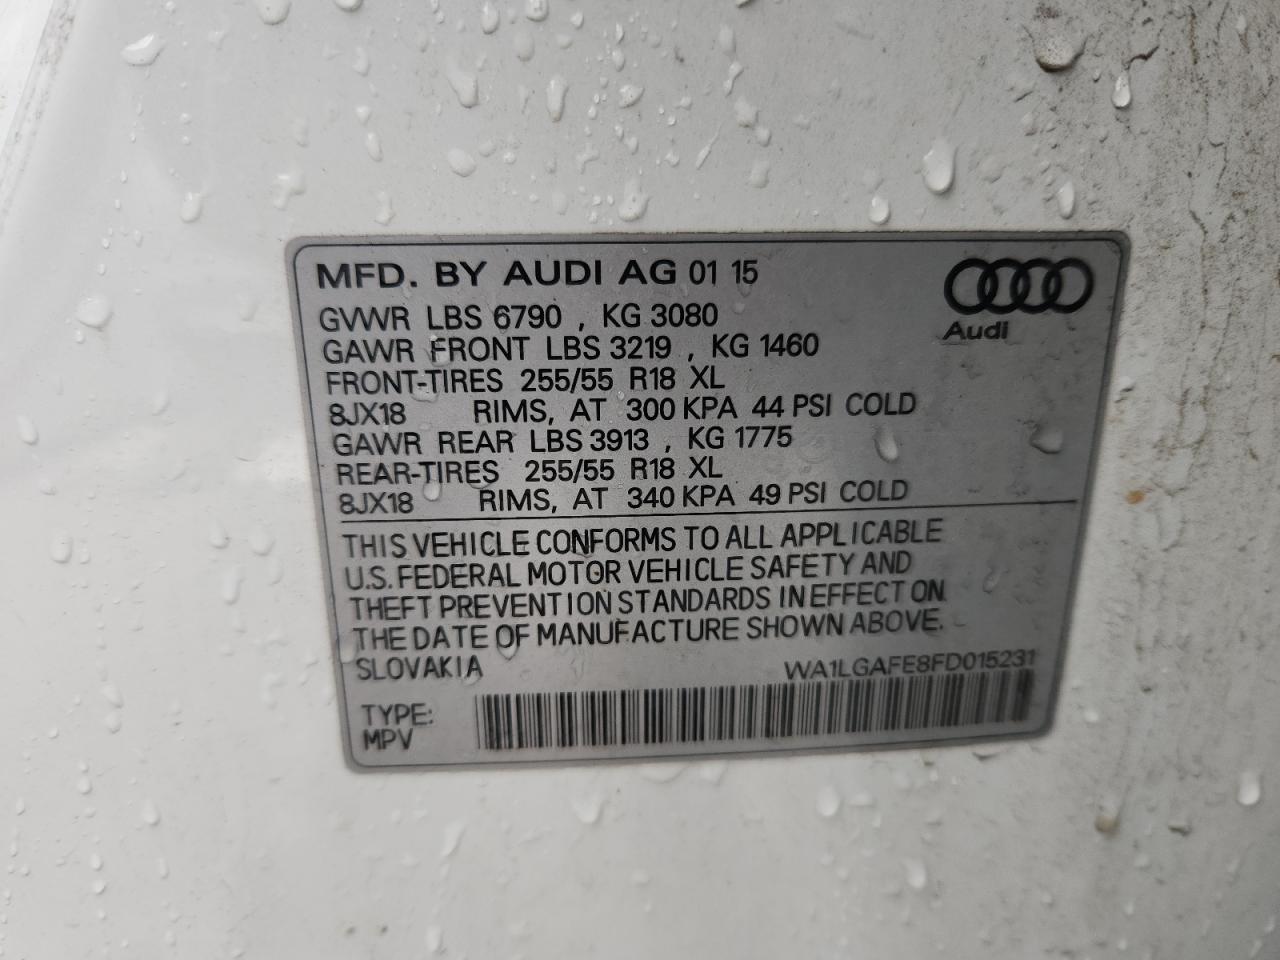 MFD. BY AUDI AG 01 15
Audi
GVWR LBS 6790 , KG 3080
GAWR FRONT LBS 3219 , KG 1460
FRONT-TIRES 255/55 R18 XL
8JX18 RIMS, AT 300 KPA 44 PSI COLD
GAWR REAR LBS 3913 , KG 1775
REAR-TIRES 255/55 R18 XL
8JX18 RIMS, AT 340 KPA 49 PSI COLD
THIS VEHICLE CONFORMS TO ALL APPLICABLE
U.S. FEDERAL MOTOR VEHICLE SAFETY AND
THEFT PREVENTION STANDARDS IN EFFECT ON
THE DATE OF MANUFACTURE SHOWN ABOVE.
SLOVAKIA WA1LGAFE8FD015231
TYPE:
MPV